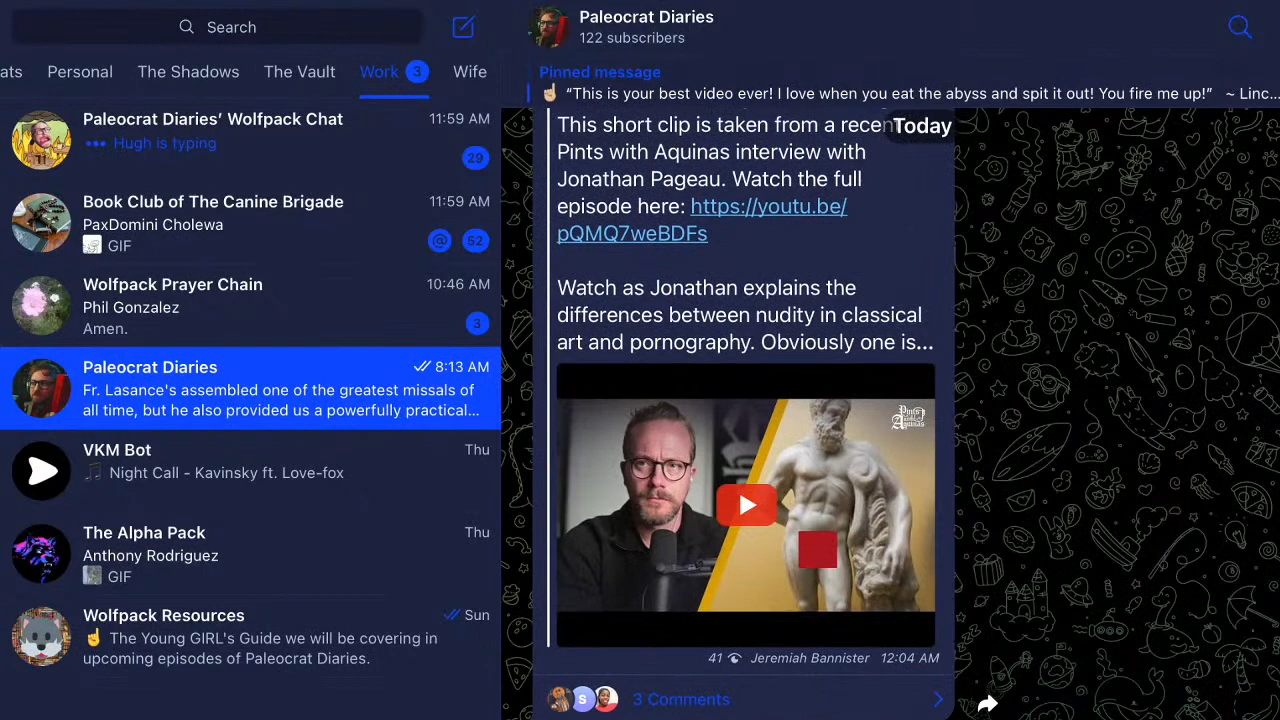 Search
ats
Personal
The Shadows
The Vault
Work 3
Wife
Paleocrat Diaries’ Wolfpack Chat
11:59 AM
Hugh is typing
29
Book Club of The Canine Brigade
11:59 AM
PaxDomini Cholewa
GIF
@ 52
Wolfpack Prayer Chain
10:46 AM
Phil Gonzalez
Amen.
3
Paleocrat Diaries
8:13 AM
Fr. Lasance's assembled one of the greatest missals of
all time, but he also provided us a powerfully practical...
VKM Bot
Thu
Night Call - Kavinsky ft. Love-fox
The Alpha Pack
Thu
Anthony Rodriguez
GIF
Wolfpack Resources
Sun
The Young GIRL's Guide we will be covering in
upcoming episodes of Paleocrat Diaries.
Paleocrat Diaries
122 subscribers
Pinned message
“This is your best video ever! I love when you eat the abyss and spit it out! You fire me up!” ~ Linc...
Today
This short clip is taken from a recen
Pints with Aquinas interview with
Jonathan Pageau. Watch the full
episode here: https://youtu.be/
pQMQ7weBDFs
Watch as Jonathan explains the
differences between nudity in classical
art and pornography. Obviously one is...
Pints with Aquinas
41 Jeremiah Bannister 12:04 AM
S
3 Comments